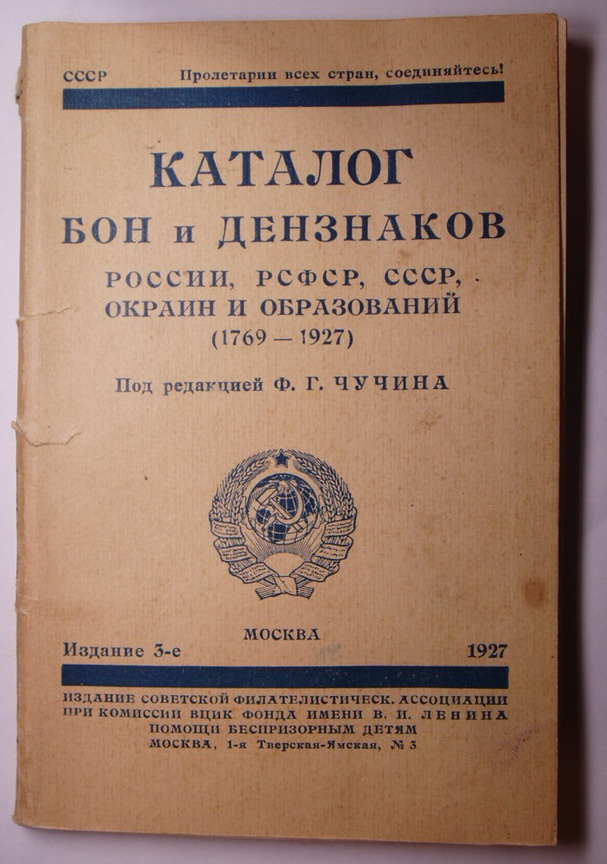 СССР Пролетарии всех стран, соединяйтесь!
КАТАЛОГ
БОН и ДЕНЗНАКОВ
РОССИИ, РСФСР, СССР,
ОКРАИН И ОБРАЗОВАНИЙ
(1769 — 1927)
Под редакцией Ф. Г. ЧУЧИНА
МОСКВА
Издание 3-е 1927
ИЗДАНИЕ СОВЕТСКОЙ ФИЛАТЕЛИСТИЧЕСК. АССОЦИАЦИИ
ПРИ КОМИССИИ ВЦИК ФОНДА ИМЕНИ В. И. ЛЕНИНА
ПОМОЩИ БЕСПРИЗОРНЫМ ДЕТЯМ
МОСКВА, 1-я Тверская-Ямская, № 3